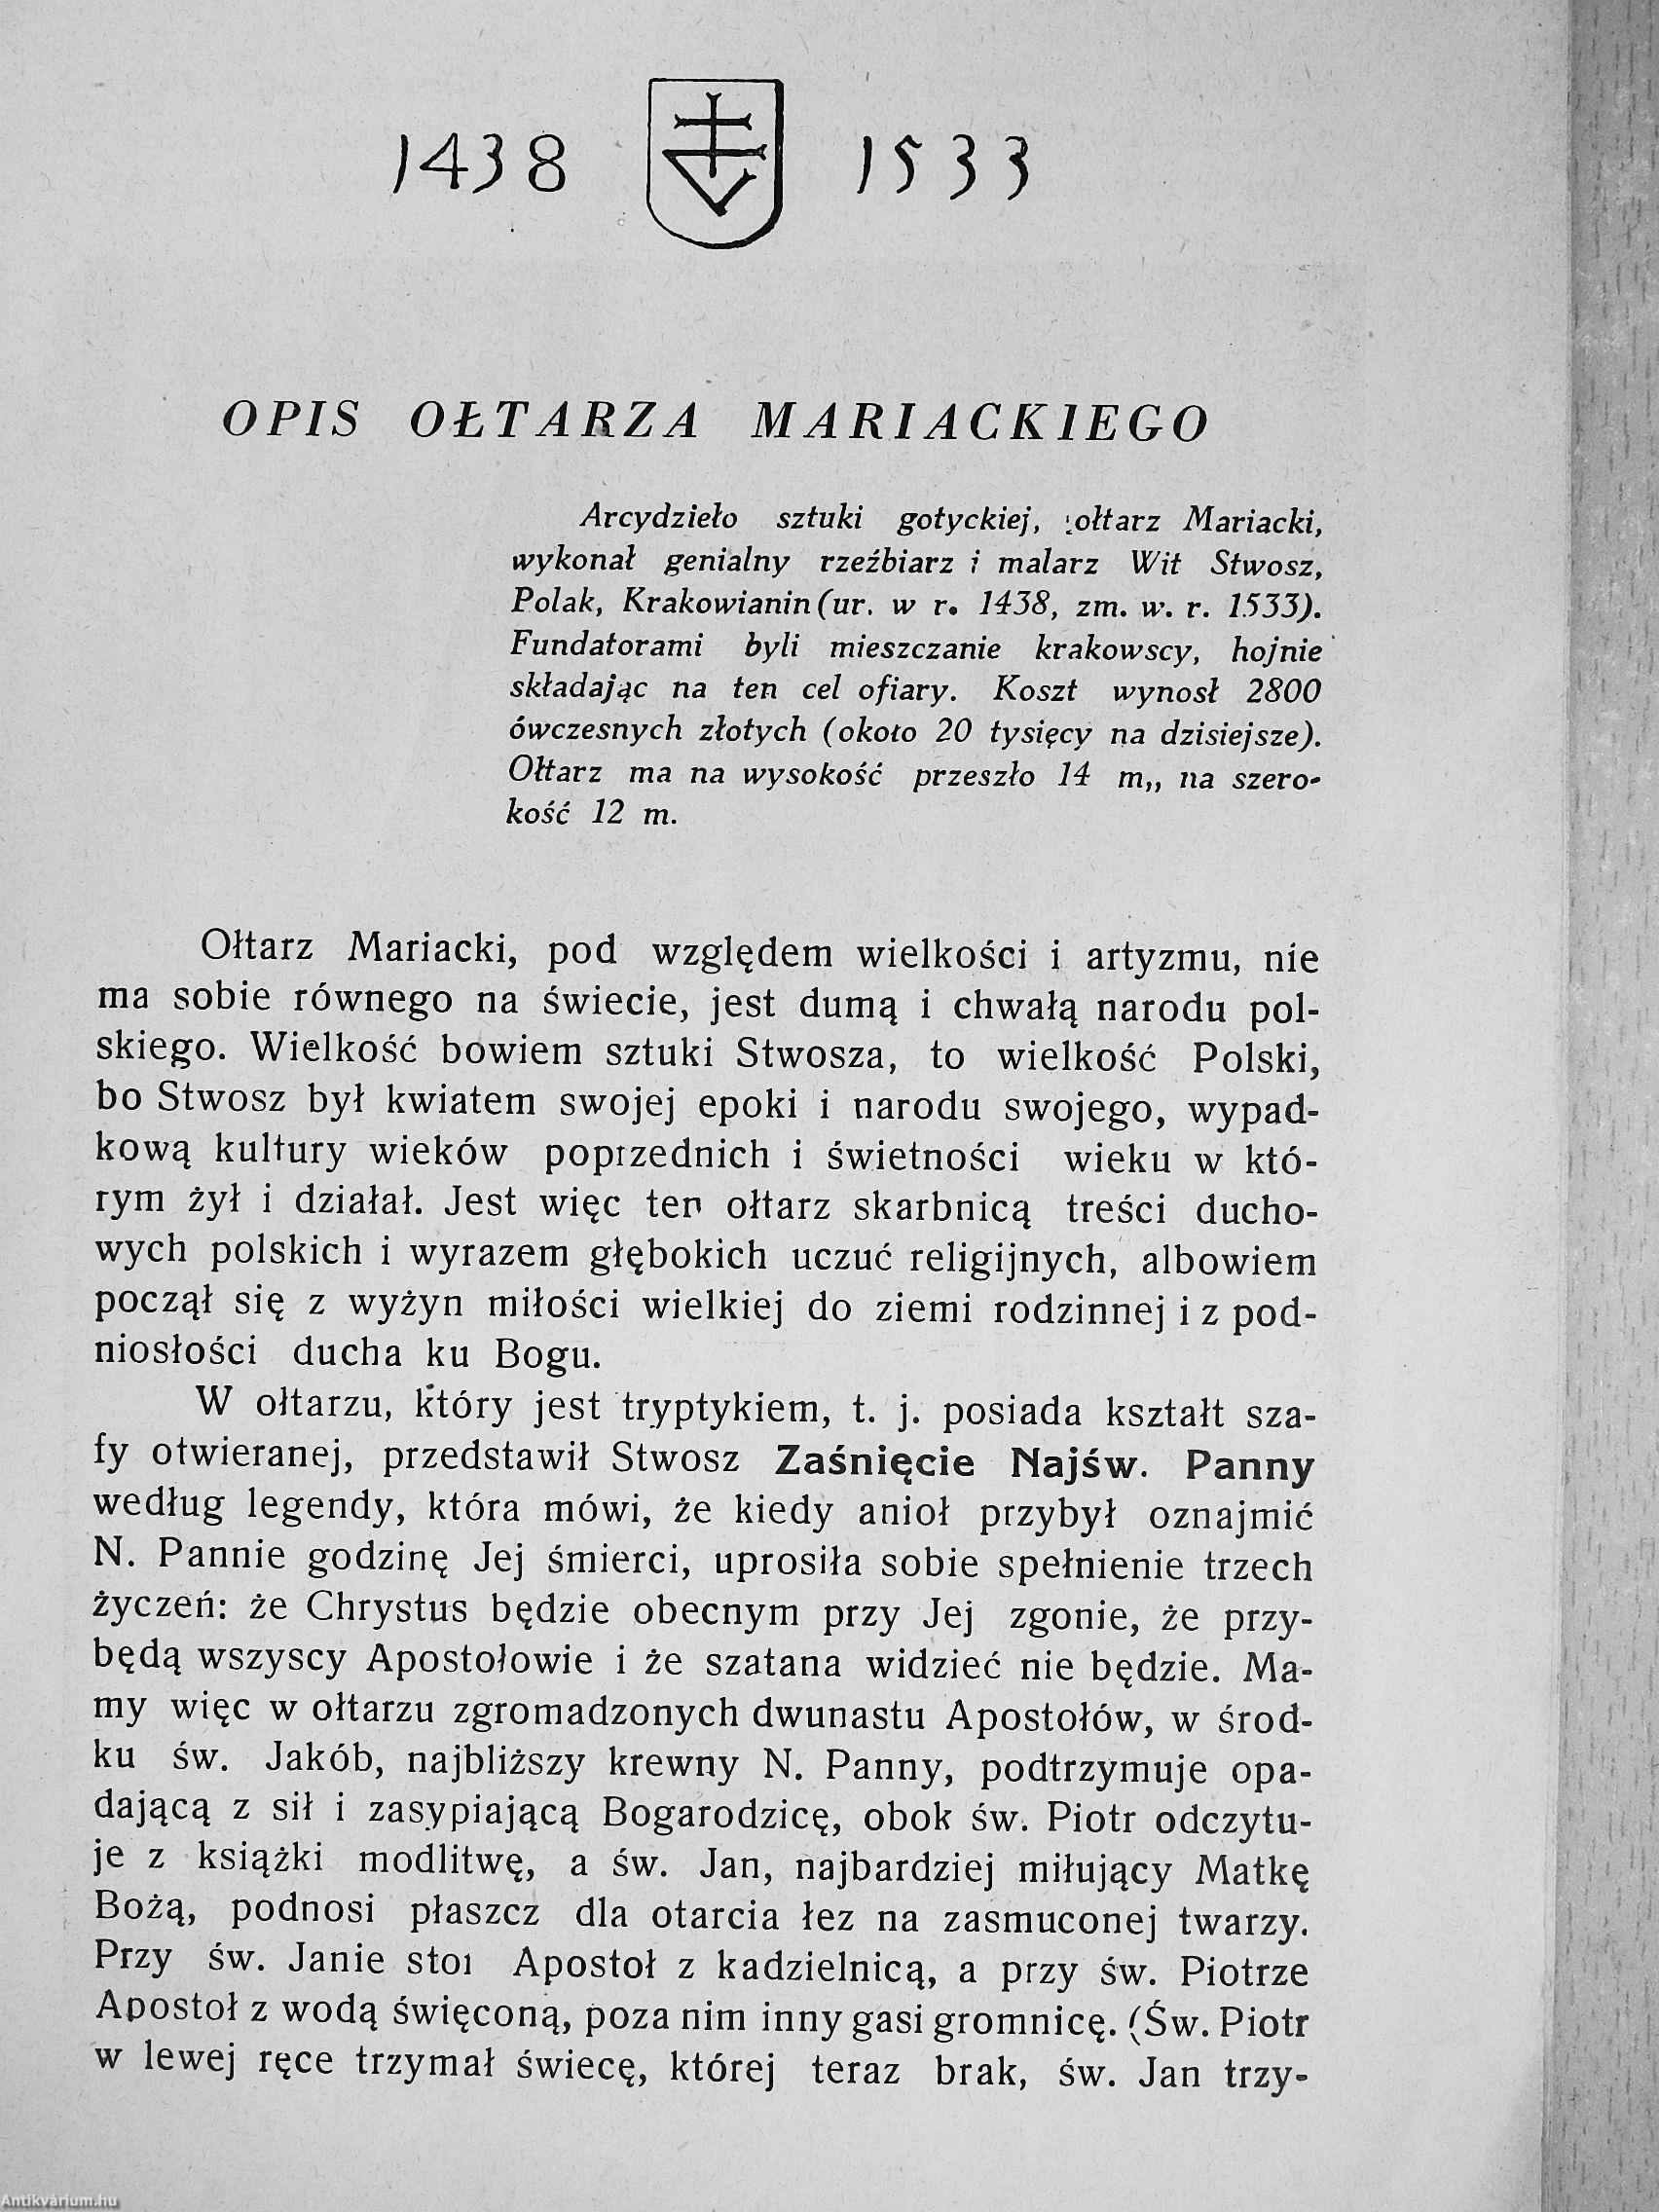 1438 1533
OPIS OŁTARZA MARIACKIEGO
Arcydzieło sztuki gotyckiej, ołtarz Mariacki,
wykonał genialny rzeźbiarz i malarz Wit Stwosz,
Polak, Krakowianin (ur. w r. 1438, zm. w. r. 1533).
Fundatorami byli mieszczanie krakowscy, hojnie
składając na ten cel ofiary. Koszt wynosł 2800
ówczesnych złotych (około 20 tysięcy na dzisiejsze).
Ołtarz ma na wysokość przeszło 14 m,, na szero-
kość 12 m.
Ołtarz Mariacki, pod względem wielkości i artyzmu, nie
ma sobie równego na świecie, jest dumą i chwałą narodu pol-
skiego. Wielkość bowiem sztuki Stwosza, to wielkość Polski,
bo Stwosz był kwiatem swojej epoki i narodu swojego, wypad-
kową kultury wieków poprzednich i świetności wieku w któ-
rym żył i działał. Jest więc ten ołtarz skarbnicą treści ducho-
wych polskich i wyrazem głębokich uczuć religijnych, albowiem
począł się z wyżyn miłości wielkiej do ziemi rodzinnej i z pod-
niosłości ducha ku Bogu.
W ołtarzu, który jest tryptykiem, t. j. posiada kształt sza-
fy otwieranej, przedstawił Stwosz Zaśnięcie Najśw. Panny
według legendy, która mówi, że kiedy anioł przybył oznajmić
N. Pannie godzinę Jej śmierci, uprosiła sobie spełnienie trzech
życzeń: że Chrystus będzie obecnym przy Jej zgonie, że przy-
będą wszyscy Apostołowie i że szatana widzieć nie będzie. Ma-
my więc w ołtarzu zgromadzonych dwunastu Apostołów, w środ-
ku św. Jakób, najbliższy krewny N. Panny, podtrzymuje opa-
dającą z sił i zasypiającą Bogarodzicę, obok św. Piotr odczytu-
je z książki modlitwę, a św. Jan, najbardziej miłujący Matkę
Bożą, podnosi płaszcz dla otarcia łez na zasmuconej twarzy.
Przy św. Janie stoi Apostoł z kadzielnicą, a przy św. Piotrze
Apostoł z wodą święconą, poza nim inny gasi gromnicę. (Św. Piotr
w lewej ręce trzymał świecę, której teraz brak, św. Jan trzy-
Antikvárium.hu